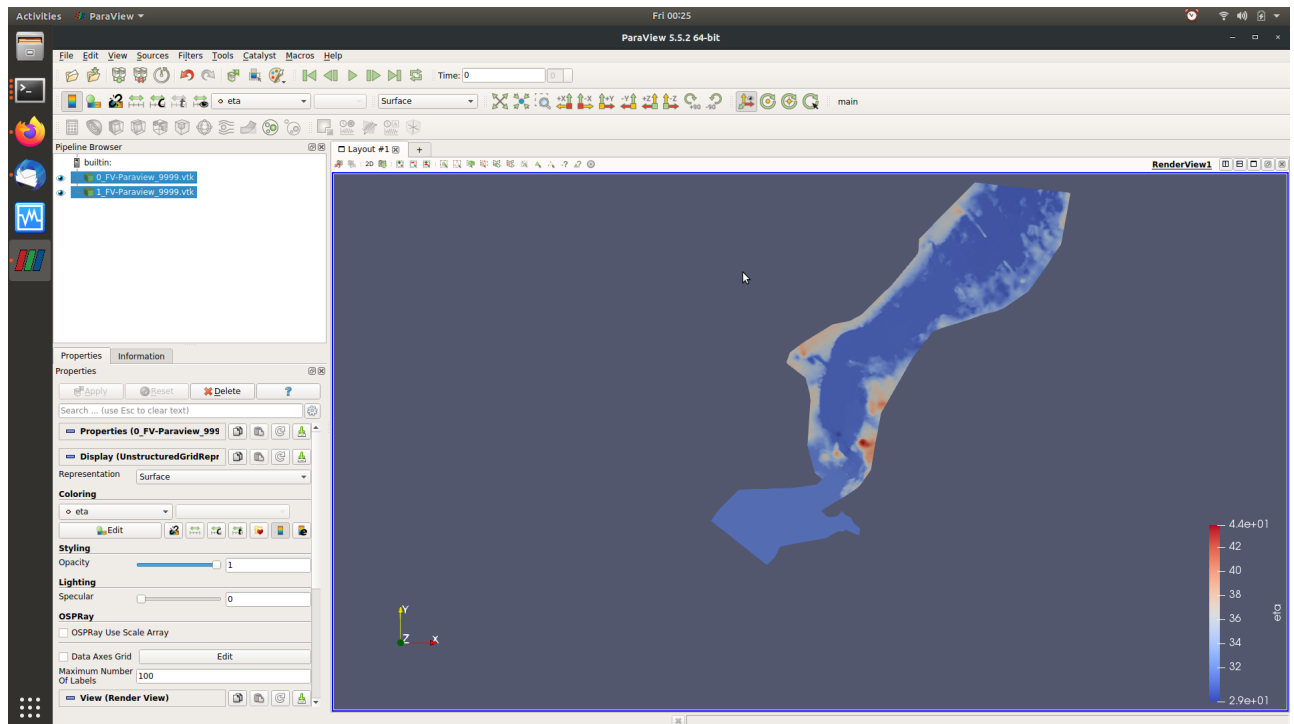 Activities ParaView Fri 00:25
ParaView 5.5.2 64-bit
File Edit View Sources Filters Tools Catalyst Macros Help
Time: 0 0
eta Surface +X -X +Y -Y +Z -Z +90 -90 main
Pipeline Browser Layout #1 +
builtin: 2D RenderView1
0_FV-Paraview_9999.vtk
1_FV-Paraview_9999.vtk
Properties Information
Properties
Apply Reset Delete ?
Search ... (use Esc to clear text)
Properties (0_FV-Paraview_999
Display (UnstructuredGridRepr
Representation Surface
Coloring
eta
Edit
Styling
Opacity 1
Lighting
Specular 0
OSPRay
OSPRay Use Scale Array
Data Axes Grid Edit
Maximum Number
Of Labels 100
View (Render View)
Y
Z X
4.4e+01
42
40
38
36
34
32
2.9e+01
eta